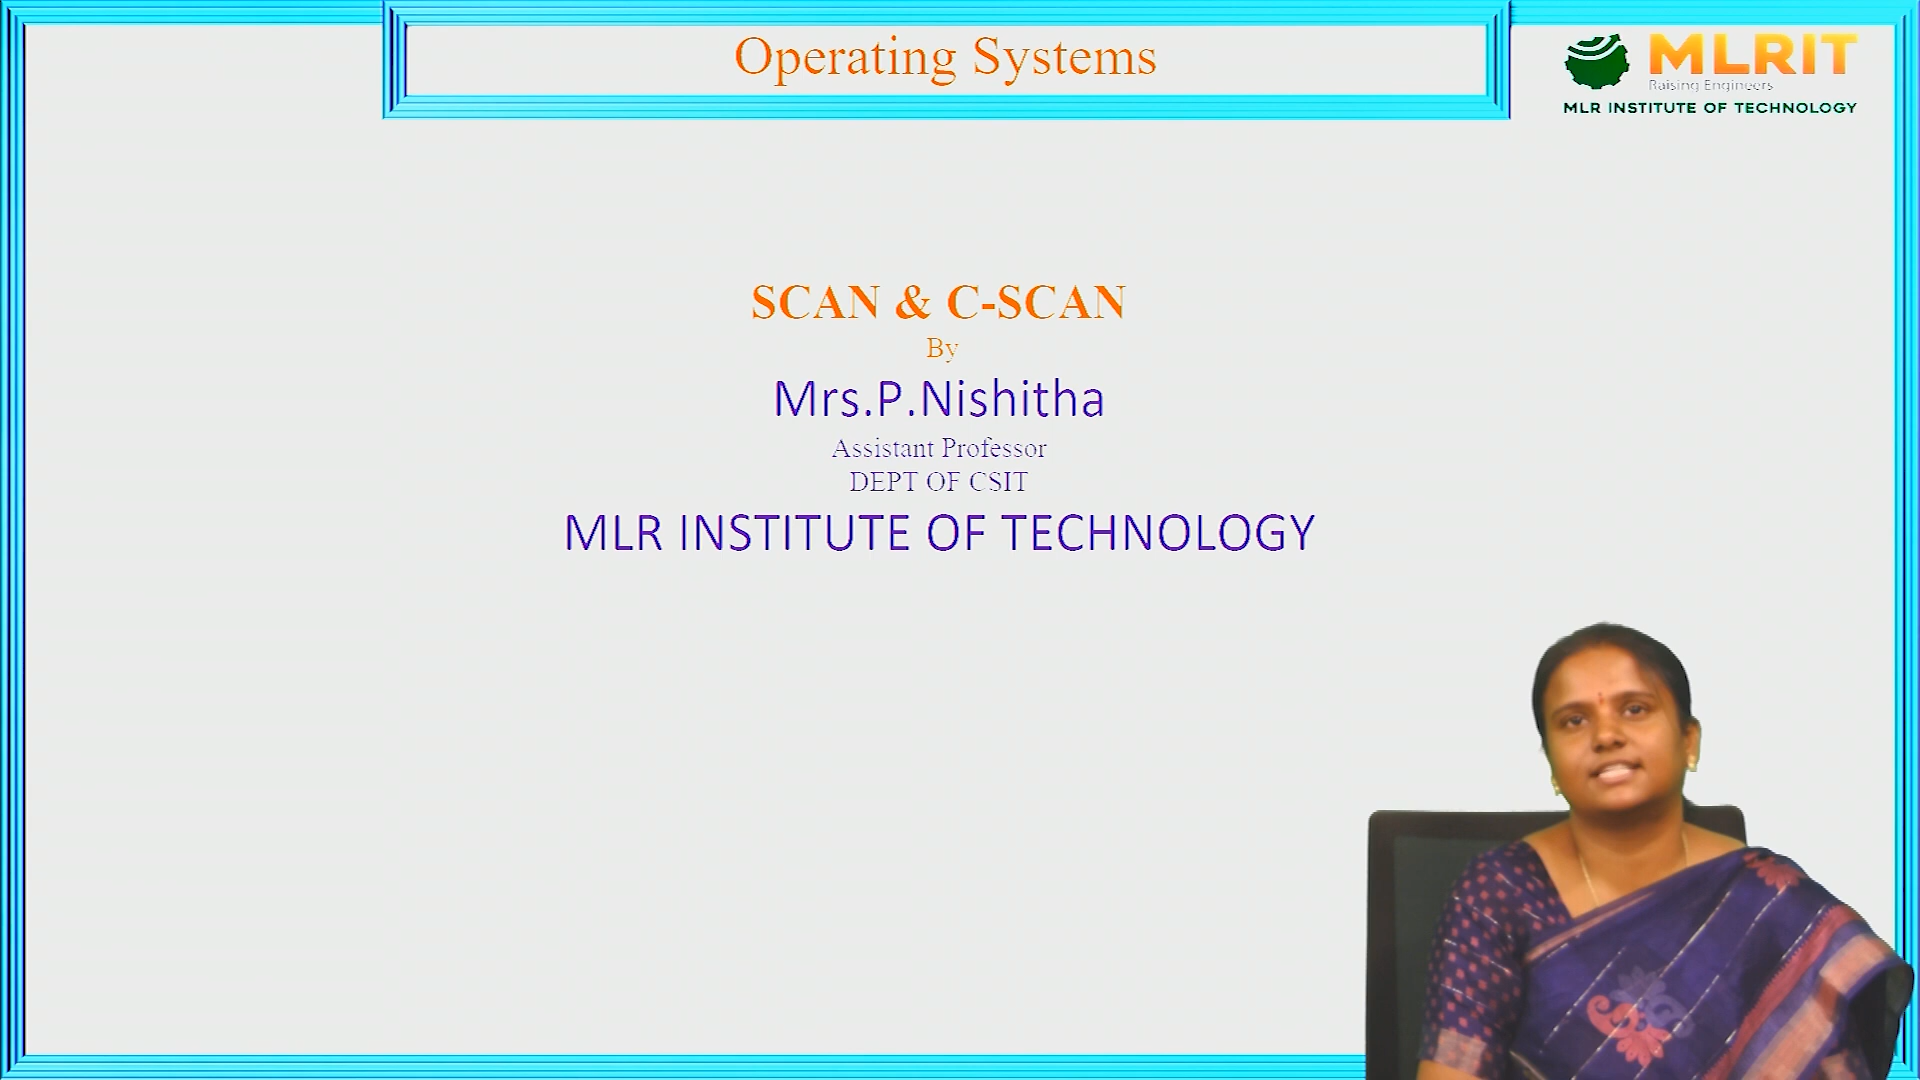 Operating Systems
MLRIT
Raising Engineers
MLR INSTITUTE OF TECHNOLOGY
SCAN & C-SCAN
By
Mrs.P.Nishitha
Assistant Professor
DEPT OF CSIT
MLR INSTITUTE OF TECHNOLOGY